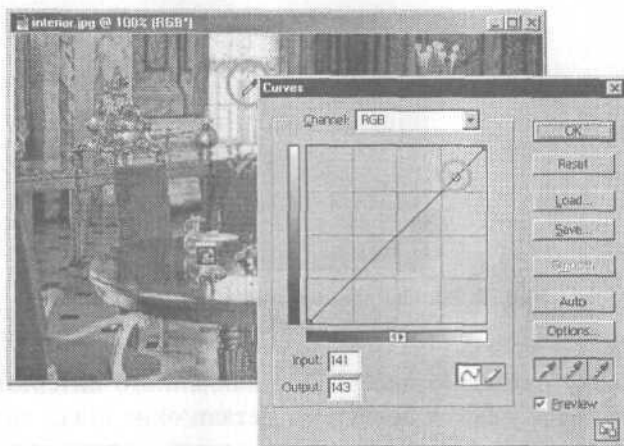 interior.jpg @ 100% (RGB*)
Curves
Channel: RGB
OK
Reset
Load...
Save...
Smooth
Auto
Options...
Input: 141
Output: 143
Preview